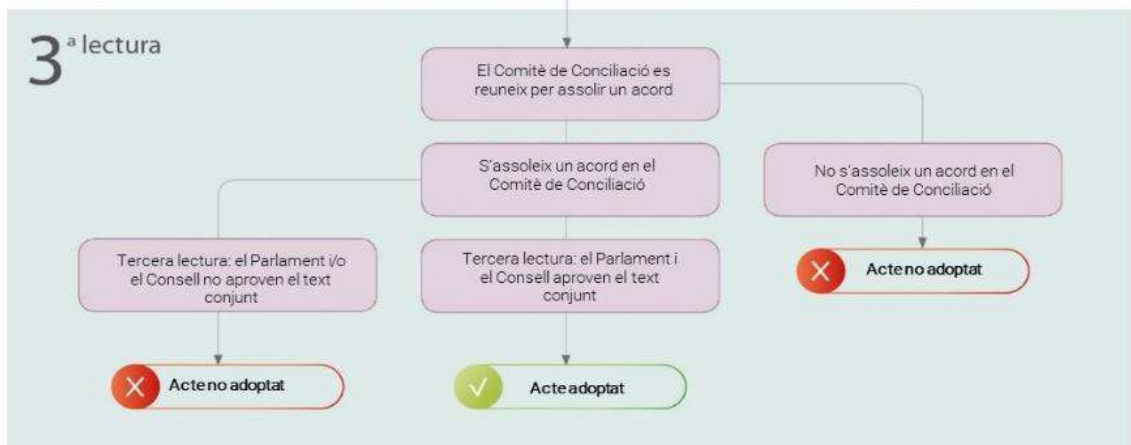 3ª lectura
El Comitè de Conciliació es
reuneix per assolir un acord
S'assoleix un acord en el
Comitè de Conciliació
No s'assoleix un acord en el
Comitè de Conciliació
Tercera lectura: el Parlament i/o
el Consell no aproven el text
conjunt
Tercera lectura: el Parlament i
el Consell aproven el text
conjunt
Acte no adoptat
Acte no adoptat
Acte adoptat